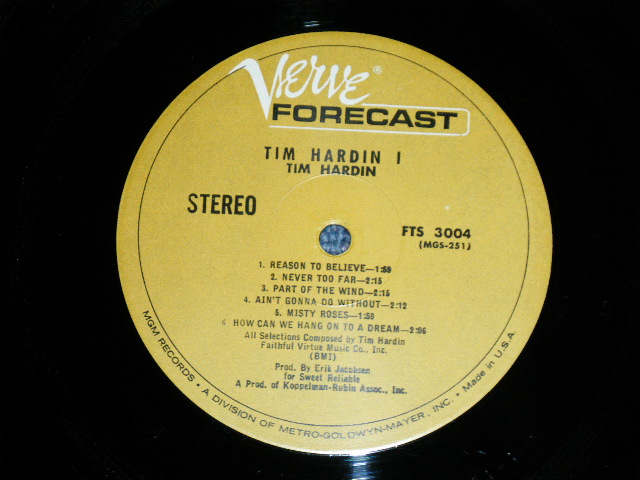 Verve®
FORECAST
TIM HARDIN I
TIM HARDIN
STEREO
FTS 3004
(MGS-251)
1. REASON TO BELIEVE—1:59
2. NEVER TOO FAR—2:15
3. PART OF THE WIND—2:15
4. AIN'T GONNA DO WITHOUT—2:12
5. MISTY ROSES—1:59
6 HOW CAN WE HANG ON TO A DREAM—2:06
All Selections Composed by Tim Hardin
Faithful Virtue Music Co., Inc.
(BMI)
Prod. By Erik Jacobsen
for Sweet Reliable
A Prod. of Koppelman-Rubin Assoc., Inc.
MGM RECORDS • A DIVISION OF METRO-GOLDWYN-MAYER, INC. • Made in U.S.A.